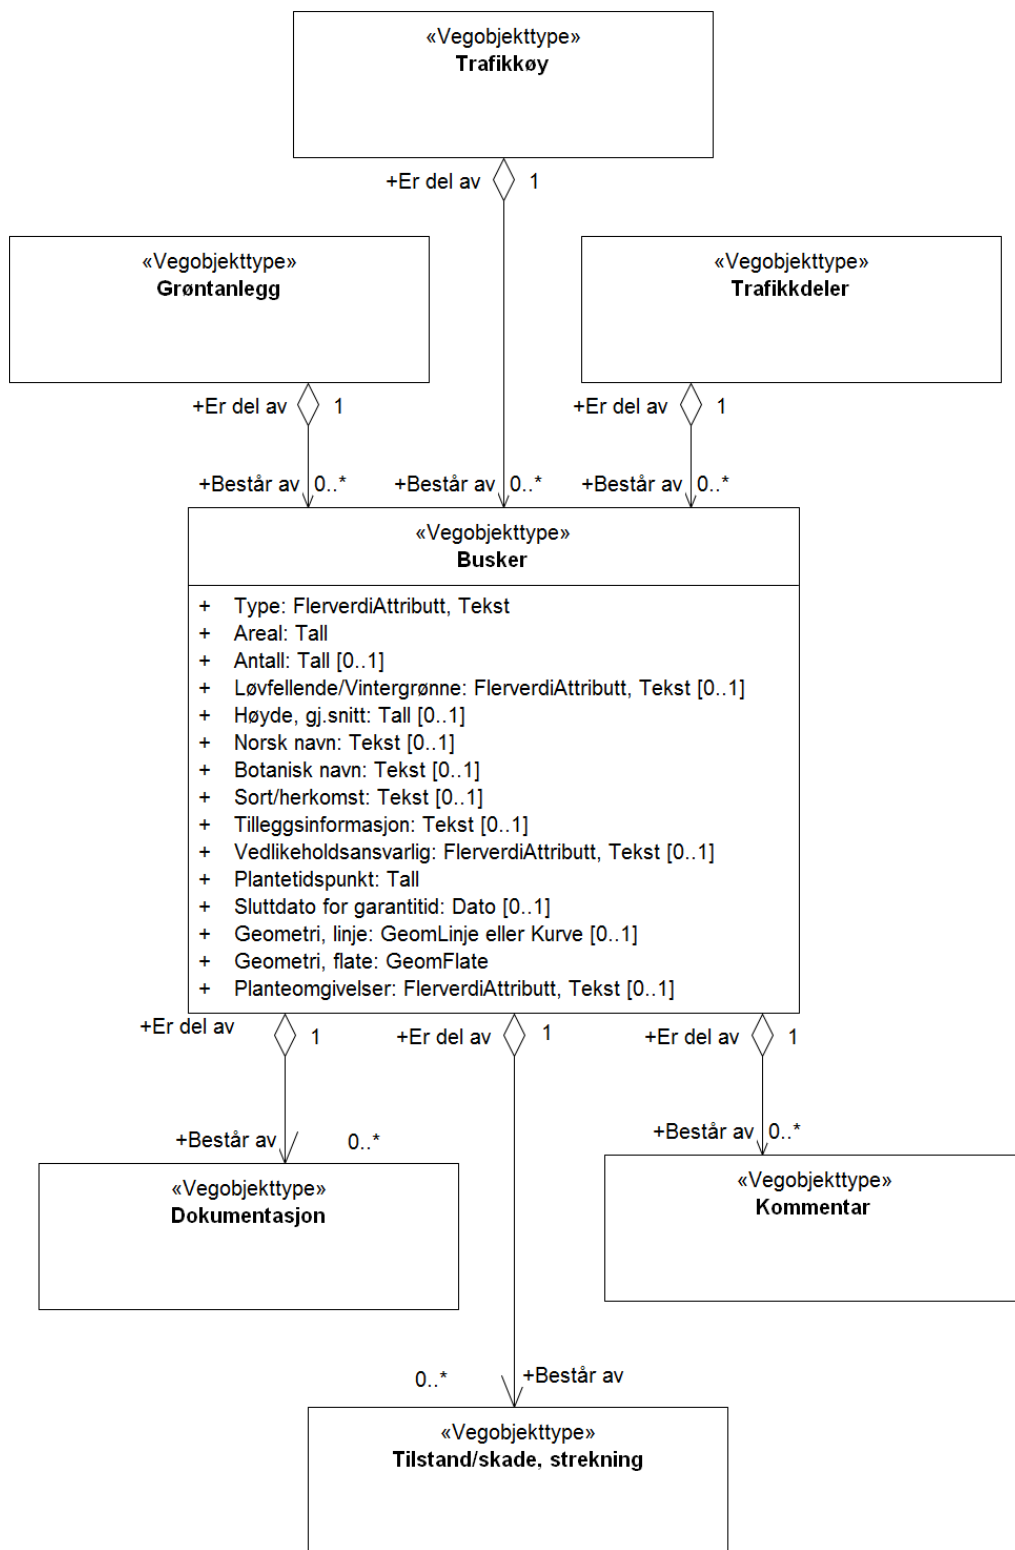 «Vegobjekttype»
Trafikkøy
+Er del av 1
«Vegobjekttype»
Grøntanlegg
«Vegobjekttype»
Trafikkdeler
+Er del av 1
+Er del av 1
+Består av 0..*
+Består av 0..*
+Består av 0..*
«Vegobjekttype»
Busker
+ Type: FlerverdiAttributt, Tekst
+ Areal: Tall
+ Antall: Tall [0..1]
+ Løvfellende/Vintergrønne: FlerverdiAttributt, Tekst [0..1]
+ Høyde, gj.snitt: Tall [0..1]
+ Norsk navn: Tekst [0..1]
+ Botanisk navn: Tekst [0..1]
+ Sort/herkomst: Tekst [0..1]
+ Tilleggsinformasjon: Tekst [0..1]
+ Vedlikeholdsansvarlig: FlerverdiAttributt, Tekst [0..1]
+ Plantetidspunkt: Tall
+ Sluttdato for garantitid: Dato [0..1]
+ Geometri, linje: GeomLinje eller Kurve [0..1]
+ Geometri, flate: GeomFlate
+ Planteomgivelser: FlerverdiAttributt, Tekst [0..1]
+Er del av 1
+Er del av 1
+Er del av 1
+Består av 0..*
+Består av 0..*
«Vegobjekttype»
Dokumentasjon
«Vegobjekttype»
Kommentar
0..* +Består av
«Vegobjekttype»
Tilstand/skade, strekning